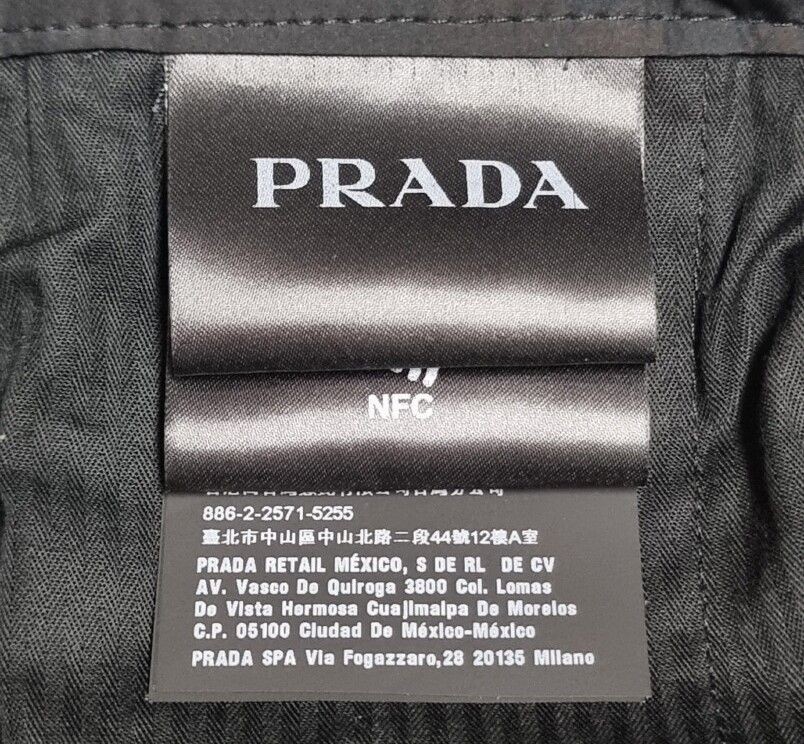 PRADA
NFC
886-2-2571-5255
臺北市中山區中山北路二段44號12樓A室
PRADA RETAIL MÉXICO, S DE RL DE CV
AV. Vasco De Quiroga 3800 Col. Lomas
De Vista Hermosa Cuajimalpa De Morelos
C.P. 05100 Ciudad De México-México
PRADA SPA Via Fogazzaro,28 20135 Milano